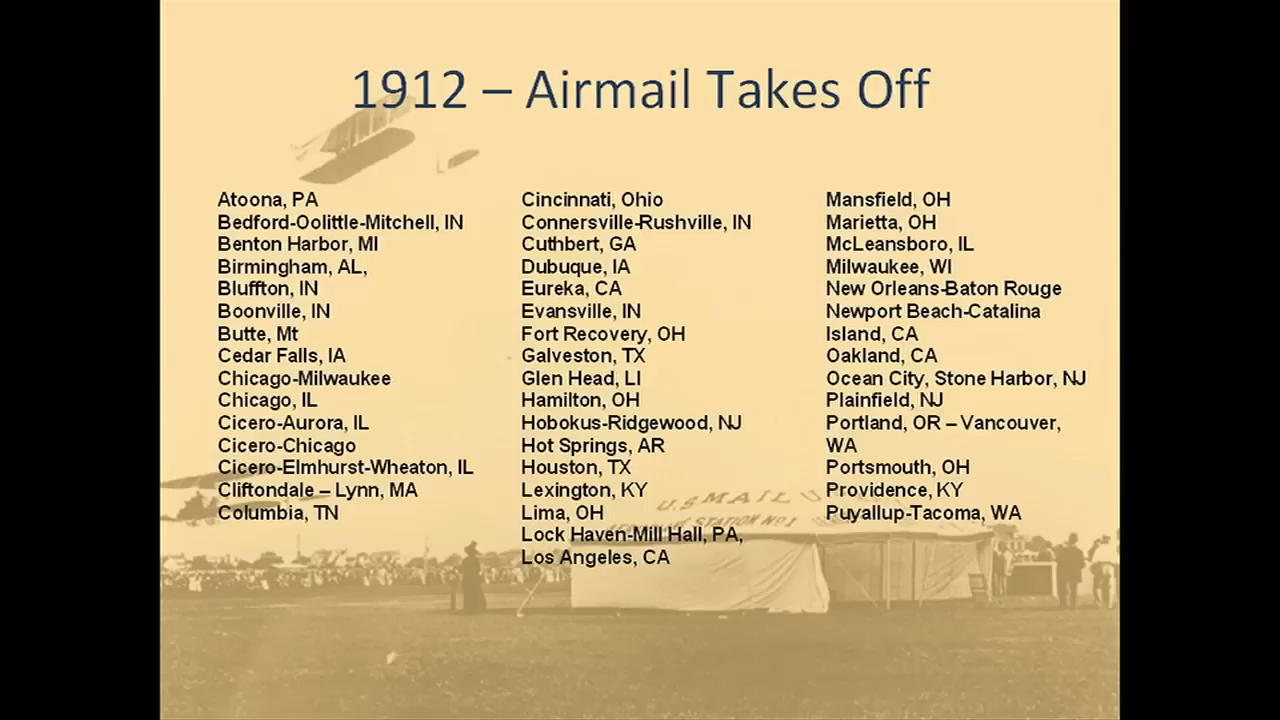 1912 – Airmail Takes Off
Atoona, PA
Bedford-Oolittle-Mitchell, IN
Benton Harbor, MI
Birmingham, AL,
Bluffton, IN
Boonville, IN
Butte, Mt
Cedar Falls, IA
Chicago-Milwaukee
Chicago, IL
Cicero-Aurora, IL
Cicero-Chicago
Cicero-Elmhurst-Wheaton, IL
Cliftondale – Lynn, MA
Columbia, TN
Cincinnati, Ohio
Connersville-Rushville, IN
Cuthbert, GA
Dubuque, IA
Eureka, CA
Evansville, IN
Fort Recovery, OH
Galveston, TX
Glen Head, LI
Hamilton, OH
Hobokus-Ridgewood, NJ
Hot Springs, AR
Houston, TX
Lexington, KY
Lima, OH
Lock Haven-Mill Hall, PA,
Los Angeles, CA
Mansfield, OH
Marietta, OH
McLeansboro, IL
Milwaukee, WI
New Orleans-Baton Rouge
Newport Beach-Catalina
Island, CA
Oakland, CA
Ocean City, Stone Harbor, NJ
Plainfield, NJ
Portland, OR – Vancouver,
WA
Portsmouth, OH
Providence, KY
Puyallup-Tacoma, WA
U.S MAIL
STATION No 1